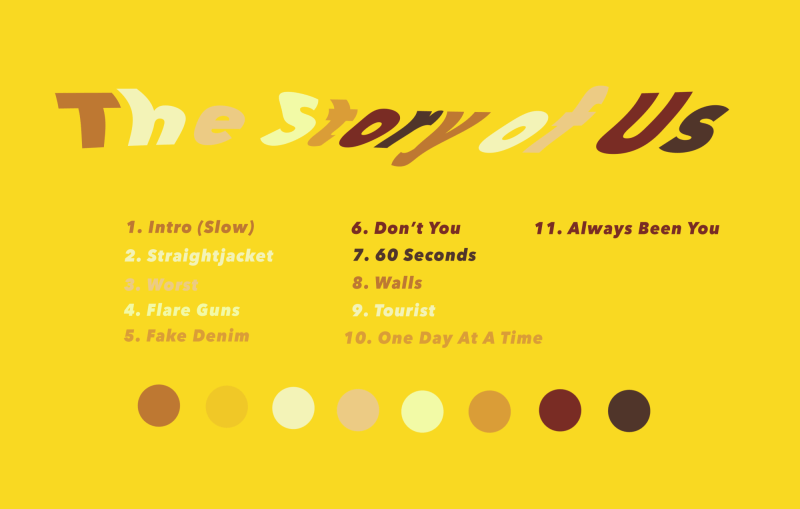 The Story of Us
1. Intro (Slow)
2. Straightjacket
3. Worst
4. Flare Guns
5. Fake Denim
6. Don't You
7. 60 Seconds
8. Walls
9. Tourist
10. One Day At A Time
11. Always Been You